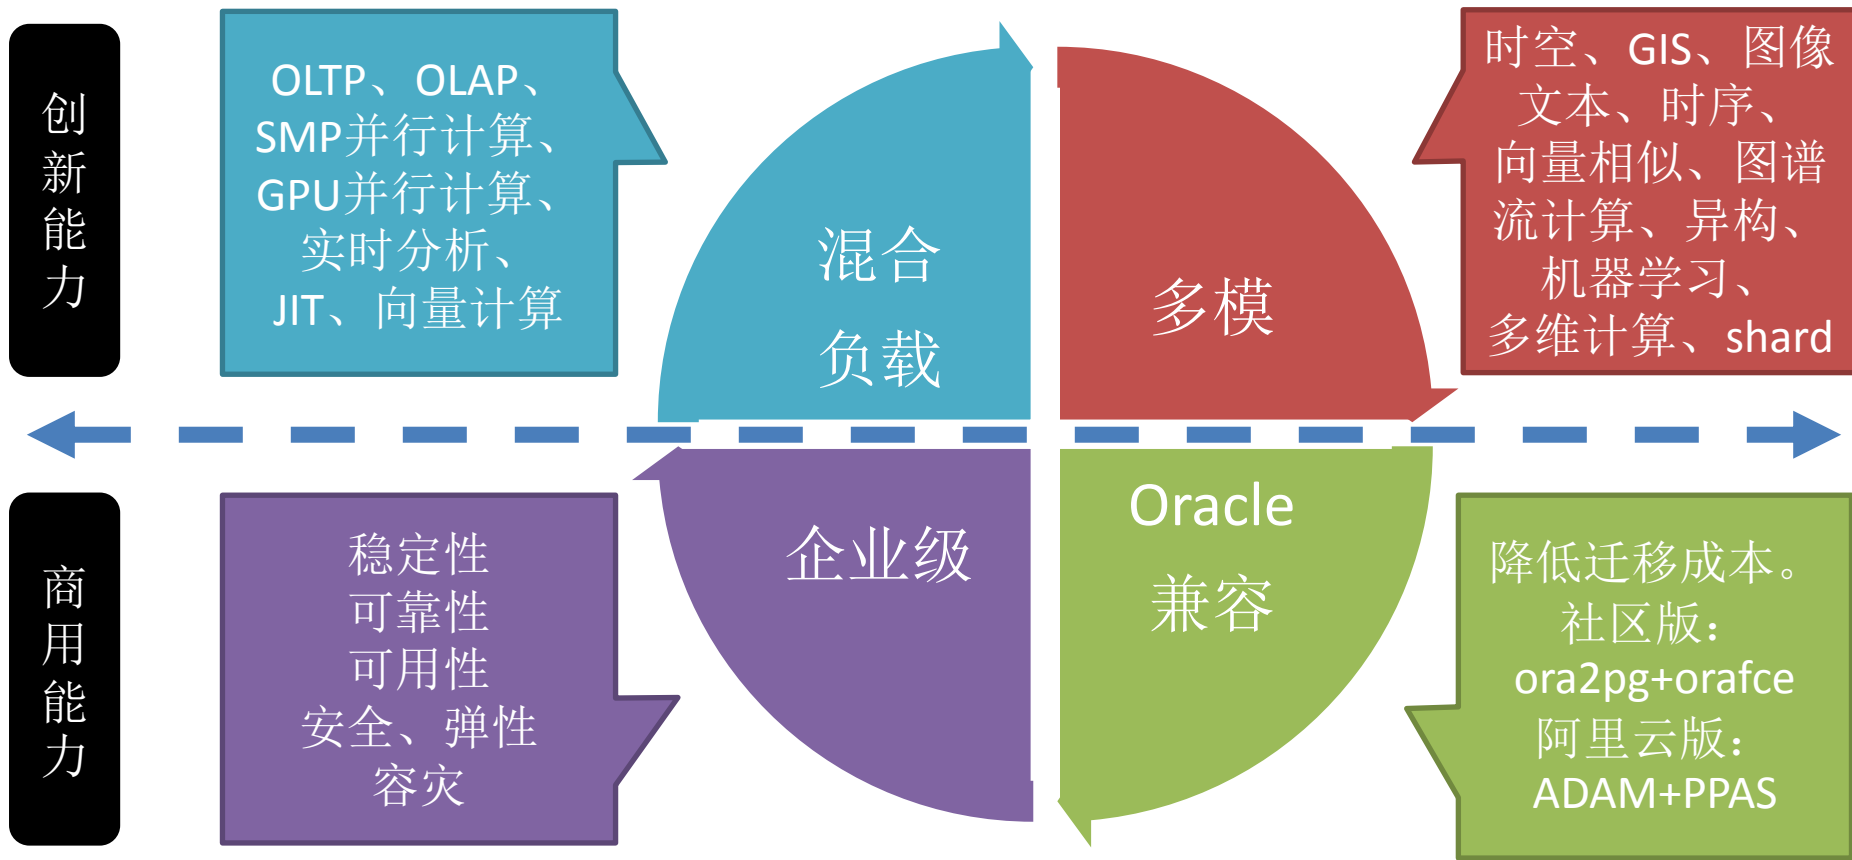 创新能力
OLTP、OLAP、
SMP并行计算、
GPU并行计算、
实时分析、
JIT、向量计算
混合
负载
多模
时空、GIS、图像
文本、时序、
向量相似、图谱
流计算、异构、
机器学习、
多维计算、shard
商用能力
稳定性
可靠性
可用性
安全、弹性
容灾
企业级
Oracle
兼容
降低迁移成本。
社区版：
ora2pg+orafce
阿里云版：
ADAM+PPAS